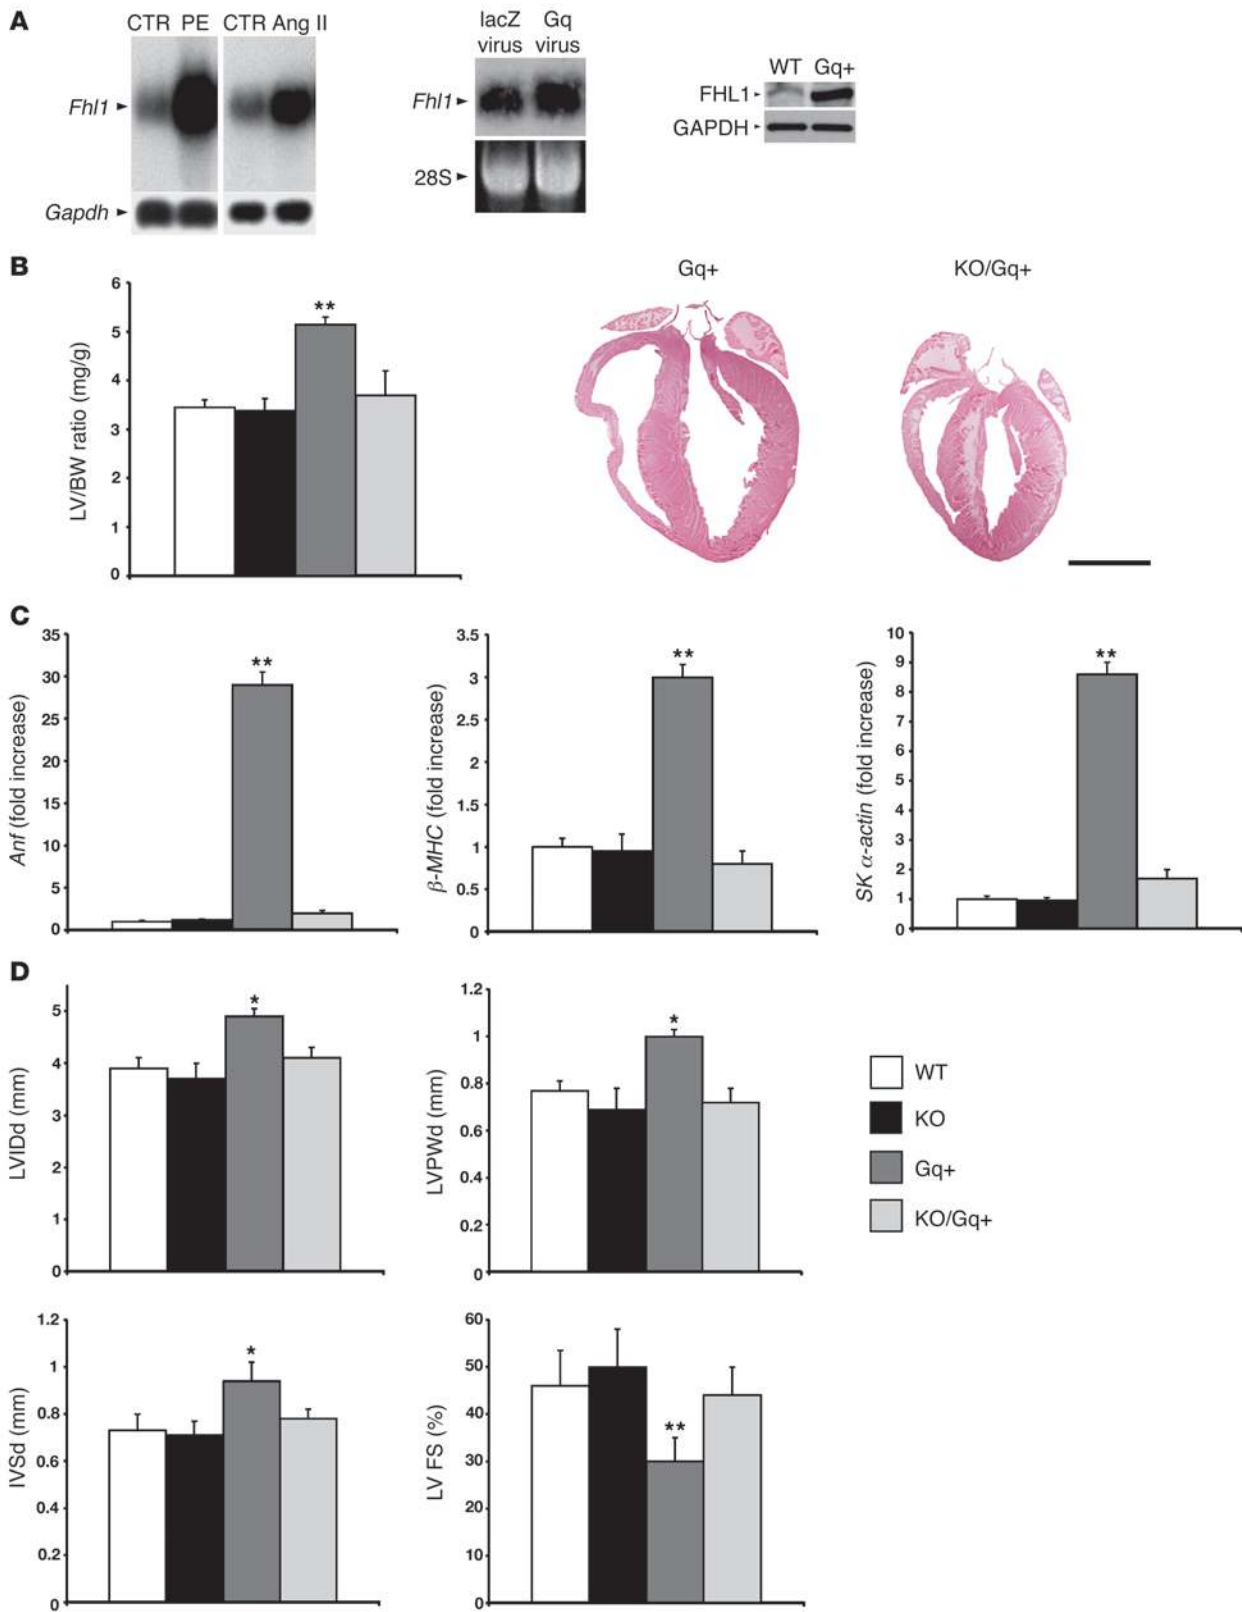 A
CTR PE CTR Ang II
Fhl1
Gapdh
lacZ virus Gq virus
Fhl1
28S
WT Gq+
FHL1
GAPDH
B
LV/BW ratio (mg/g)
6
5
4
3
2
1
0
**
Gq+
KO/Gq+
C
Anf (fold increase)
35
30
25
20
15
10
5
0
**
β-MHC (fold increase)
3.5
3
2.5
2
1.5
1
0.5
0
**
SK α-actin (fold increase)
10
9
8
7
6
5
4
3
2
1
0
**
D
LVIDd (mm)
5
4
3
2
1
0
*
LVPWd (mm)
1.2
1
0.8
0.6
0.4
0.2
0
*
WT
KO
Gq+
KO/Gq+
IVSd (mm)
1.2
1
0.8
0.6
0.4
0.2
0
*
LV FS (%)
60
50
40
30
20
10
0
**